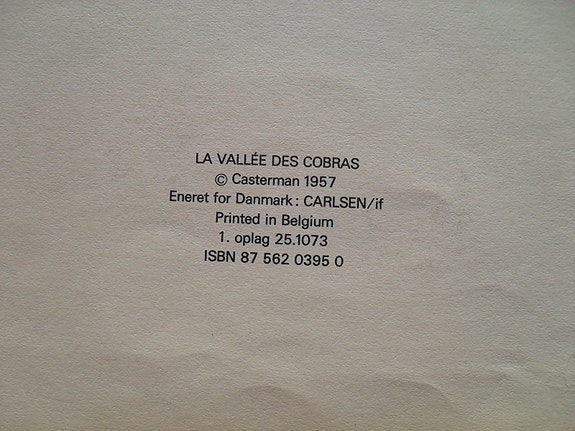 LA VALLÉE DES COBRAS
© Casterman 1957
Eneret for Danmark: CARLSEN/if
Printed in Belgium
1. oplag 25.1073
ISBN 87 562 0395 0